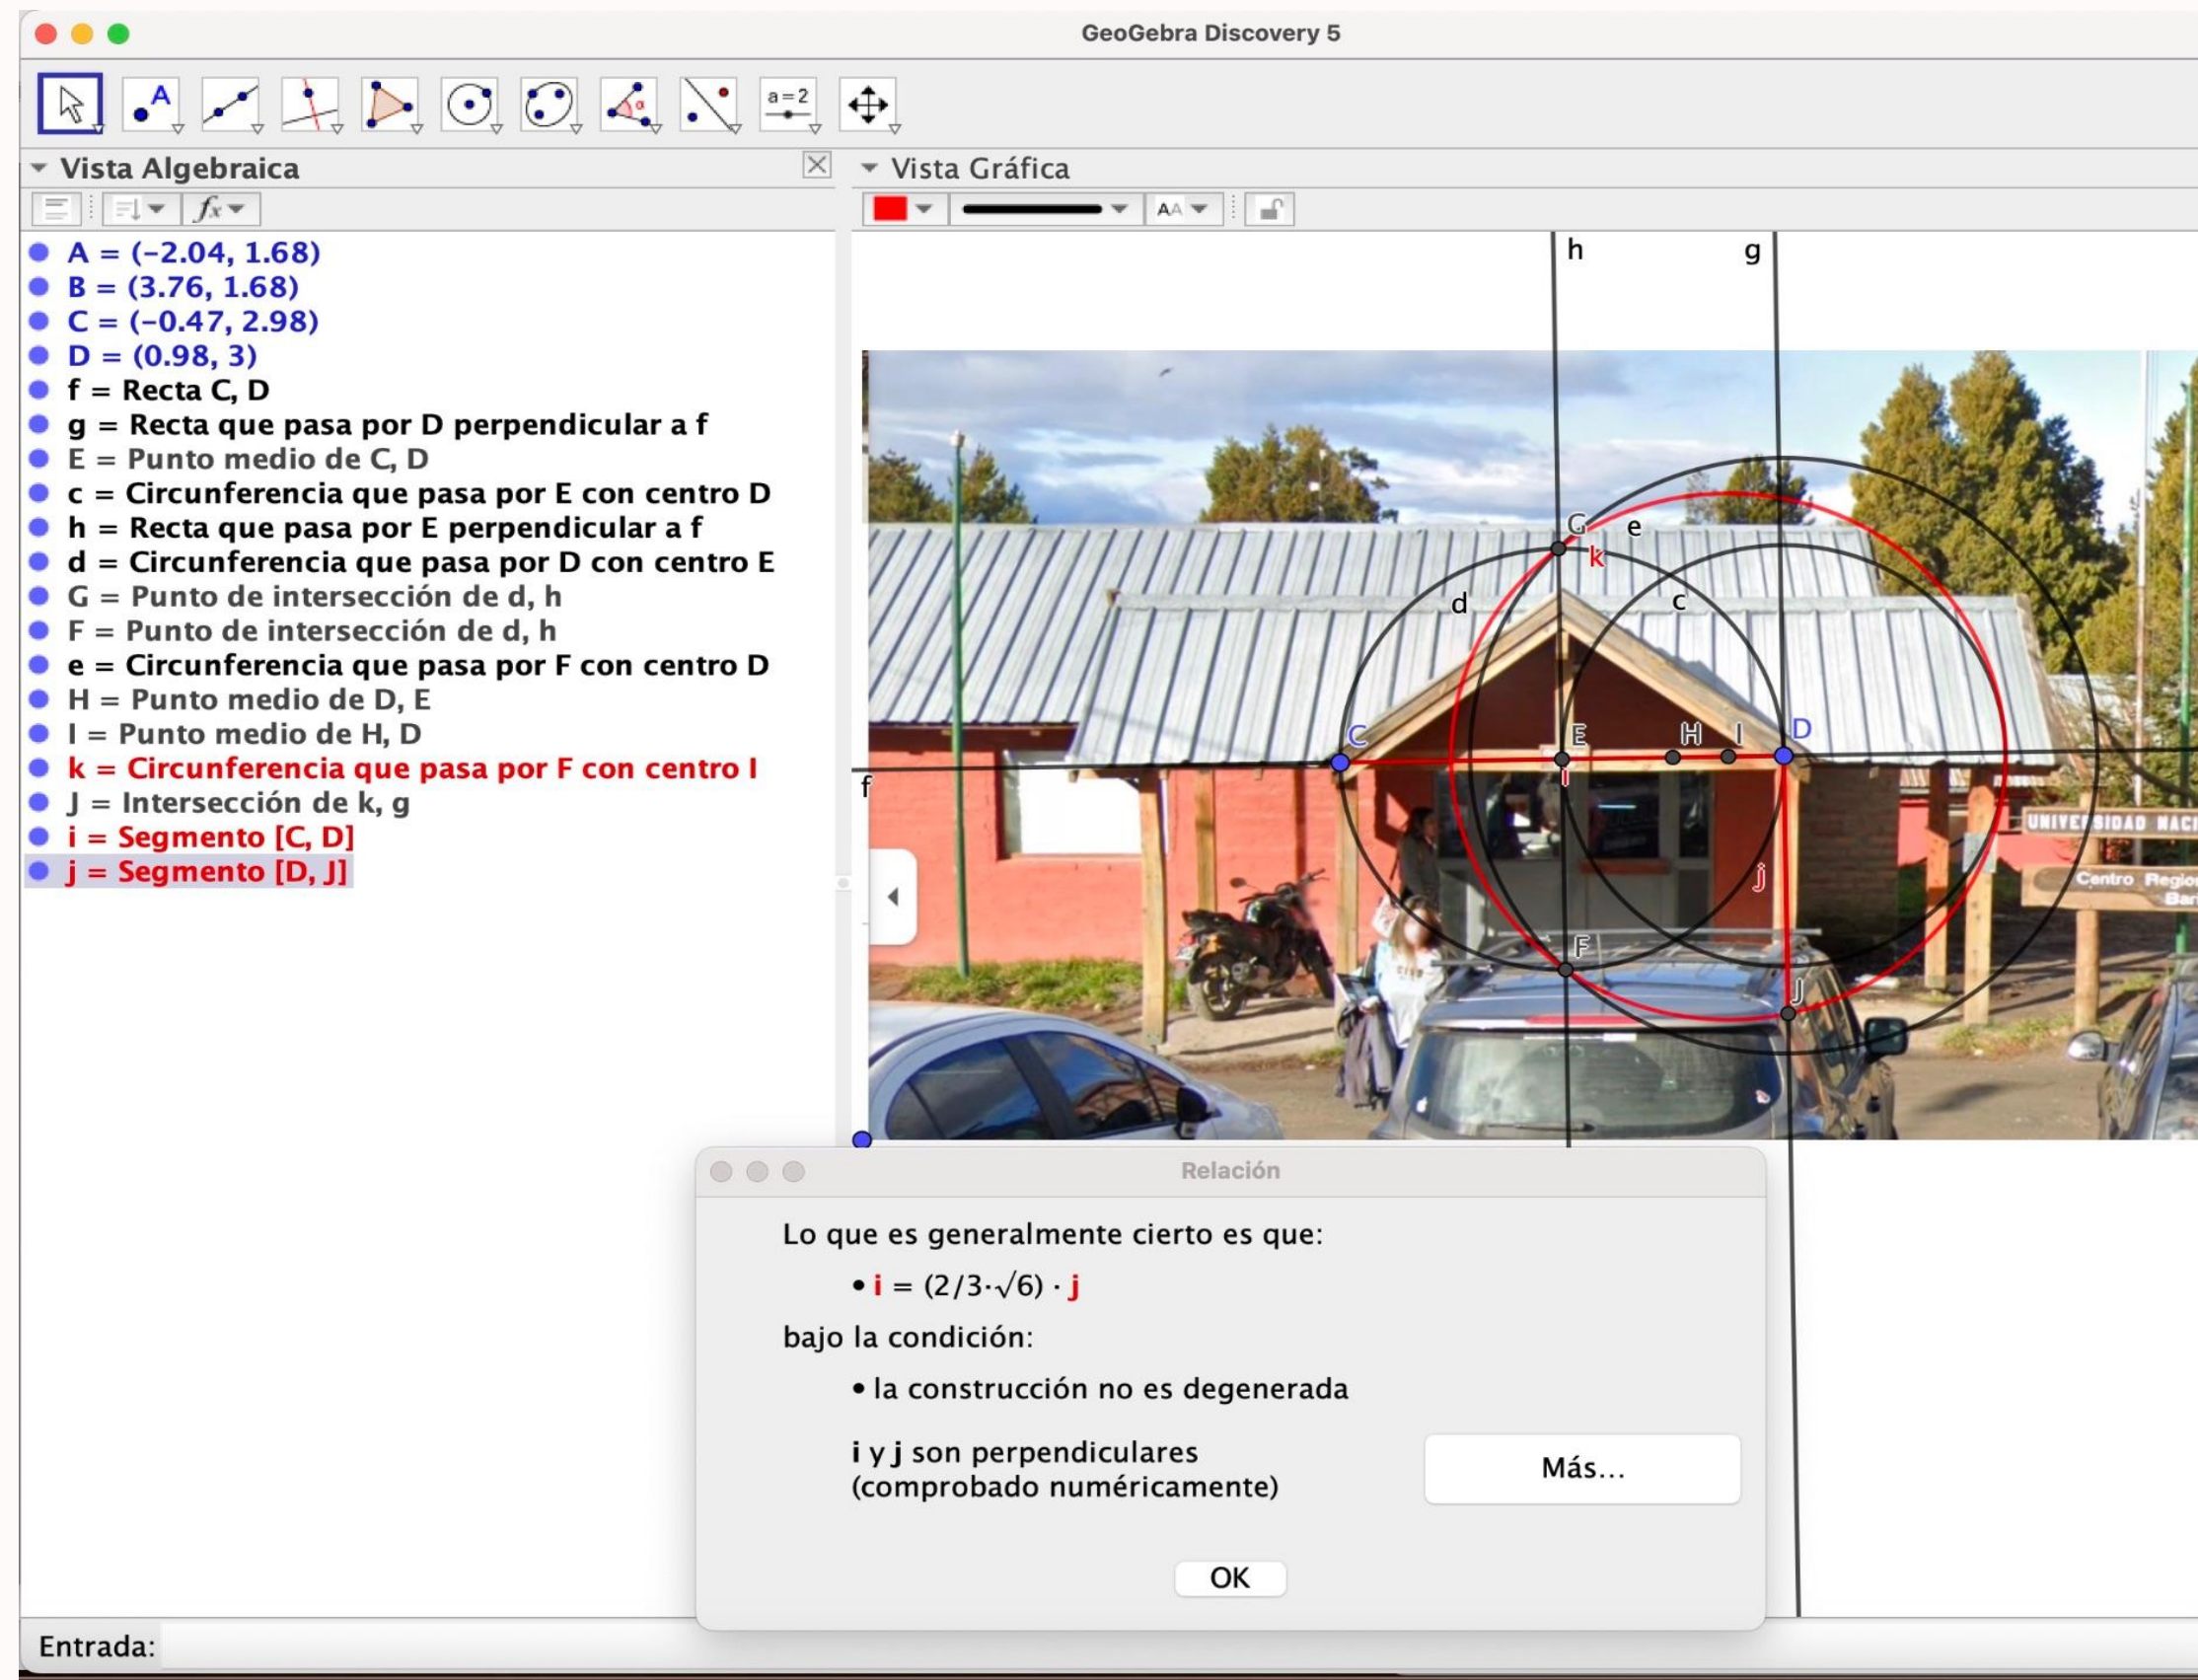 GeoGebra Discovery 5
A
α
a=2
Vista Algebraica
Vista Gráfica
fx
AA
A = (-2.04, 1.68)
B = (3.76, 1.68)
C = (-0.47, 2.98)
D = (0.98, 3)
f = Recta C, D
g = Recta que pasa por D perpendicular a f
E = Punto medio de C, D
c = Circunferencia que pasa por E con centro D
h = Recta que pasa por E perpendicular a f
d = Circunferencia que pasa por D con centro E
G = Punto de intersección de d, h
F = Punto de intersección de d, h
e = Circunferencia que pasa por F con centro D
H = Punto medio de D, E
I = Punto medio de H, D
k = Circunferencia que pasa por F con centro I
J = Intersección de k, g
i = Segmento [C, D]
j = Segmento [D, J]
h
g
G
e
k
d
c
C
E
H
I
D
f
i
UNIVERSIDAD NACI
j
Centro Regio
Bar
F
J
Relación
Lo que es generalmente cierto es que:
• i = (2/3·√6) · j
bajo la condición:
• la construcción no es degenerada
i y j son perpendiculares
(comprobado numéricamente)
Más...
OK
Entrada: